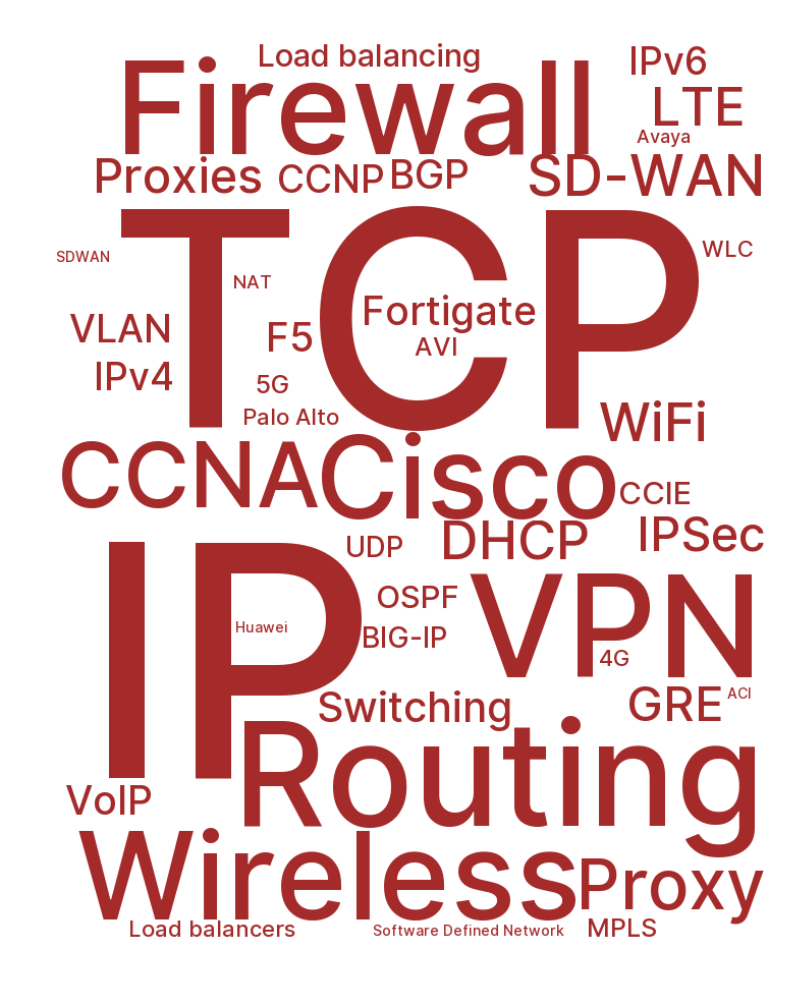 Load balancing
IPv6
Firewall
LTE
Avaya
Proxies
CCNP
BGP
SD-WAN
TCP
WLC
SDWAN
NAT
Fortigate
VLAN
F5
AVI
IPv4
5G
Palo Alto
WiFi
CCNA
Cisco
CCIE
IPSec
DHCP
UDP
IP
VPN
OSPF
Huawei
BIG-IP
4G
ACI
GRE
Switching
Routing
VoIP
Wireless
Proxy
Load balancers
Software Defined Network
MPLS